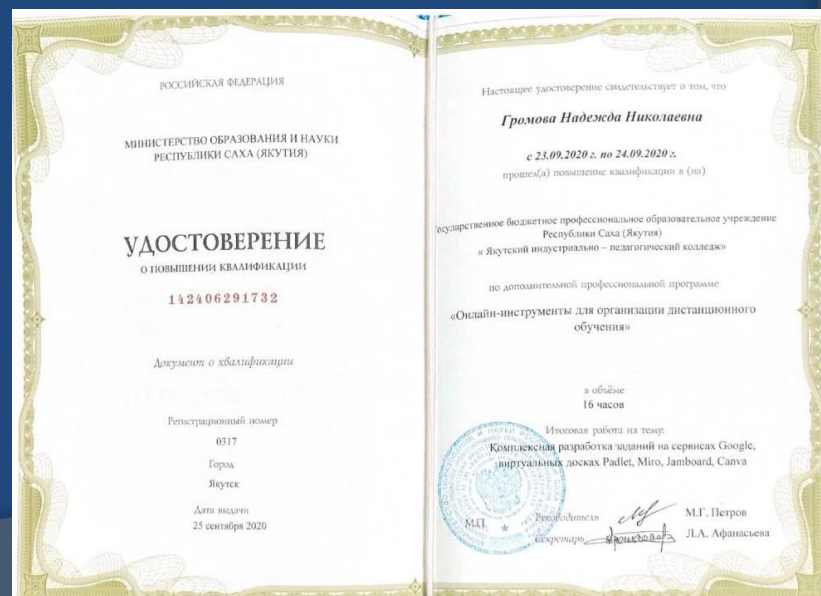 РОССИЙСКАЯ ФЕДЕРАЦИЯ
МИНИСТЕРСТВО ОБРАЗОВАНИЯ И НАУКИ
РЕСПУБЛИКИ САХА (ЯКУТИЯ)
УДОСТОВЕРЕНИЕ
О ПОВЫШЕНИИ КВАЛИФИКАЦИИ
142406291732
Документ о квалификации
Регистрационный номер
0317
Город
Якутск
Дата выдачи
25 сентября 2020
Настоящее удостоверение свидетельствует о том, что
Громова Надежда Николаевна
с 23.09.2020 г. по 24.09.2020 г.
прошел(а) повышение квалификации в (на)
осударственное бюджетное профессиональное образовательное учреждение
Республики Саха (Якутия)
« Якутский индустриально – педагогический колледж»
по дополнительной профессиональной программе
«Онлайн-инструменты для организации дистанционного
обучения»
в объёме
16 часов
Итоговая работа на тему:
Комплексная разработка заданий на сервисах Google,
виртуальных досках Padlet, Miro, Jamboard, Canva
М.П.
Руководитель М.Г. Петров
Секретарь Л.А. Афанасьева